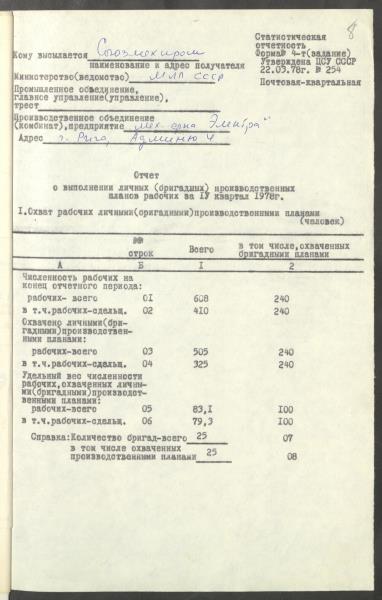 8
Статистическая
отчетность
Форма№ 4-т(задание)
Утверждена ЦСУ СССР
22.03.78г. № 254
Почтовая-квартальная
Кому высылается
наименование и адрес получателя
Министерство(ведомство) МЛП СССР
Промышленное объединение,
главное управление(управление),
трест
Производственное объединение
(комбинат),предприятие
Адрес г. Рига,
Отчет
о выполнении личных (бригадных) производственных
планов рабочих за IУ квартал 1978г.
I.Охват рабочих личными(бригадными)производственными планами
(человек)
№№ строк Всего в том числе,охваченных бригадными планами
А Б I 2
Численность рабочих на
конец отчетного периода:
рабочих- всего 01 608 240
в т.ч.рабочих-сдельщ. 02 410 240
Охвачено личными(бри-
гадными)производствен-
ными планами:
рабочих-всего 03 505 240
в т.ч.рабочих-сдельщ. 04 325 240
Удельный вес численности
рабочих,охваченных личны-
ми(бригадными)производст-
венными планами:
рабочих-всего 05 83,I I00
в т.ч.рабочих-сдельщ. 06 79,3 I00
Справка:Количество бригад-всего 25 07
в том числе охваченных
производственными планами 25 08